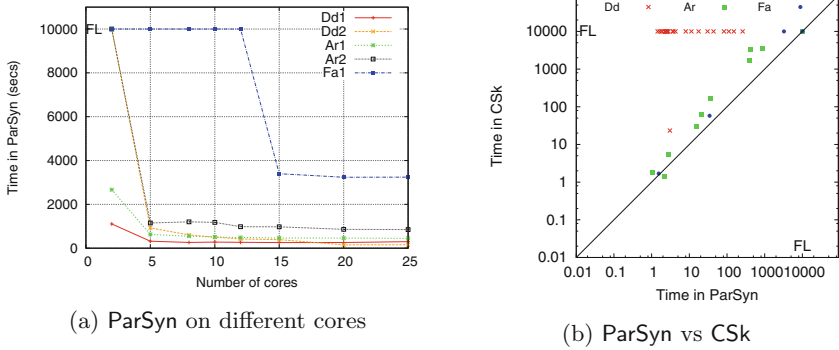 Dd1
Dd2
Ar1
Ar2
Fa1
FL
10000
8000
6000
4000
2000
0
0 5 10 15 20 25
Time in ParSyn (secs)
Number of cores
(a) ParSyn on different cores
Dd Ar Fa
FL
10000
1000
100
10
1
0.1
0.01
0.01 0.1 1 10 100 1000 10000
FL
Time in CSk
Time in ParSyn
(b) ParSyn vs CSk